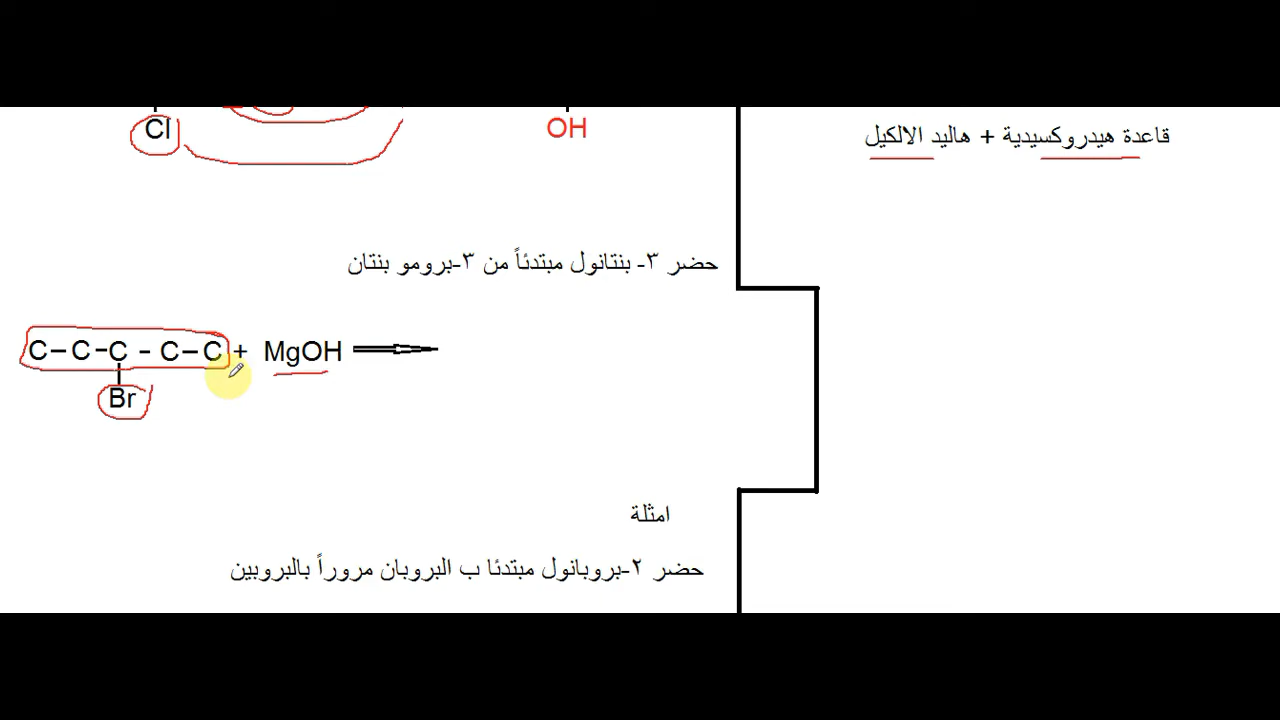 Cl
OH
قاعدة هيدروكسيدية + هاليد الالكيل
حضر ٣- بنتانول مبتدئاً من ٣-برومو بنتان
C – C – C - C – C + MgOH
Br
امثلة
حضر ٢-بروبانول مبتدئا ب البروبان مروراً بالبروبين